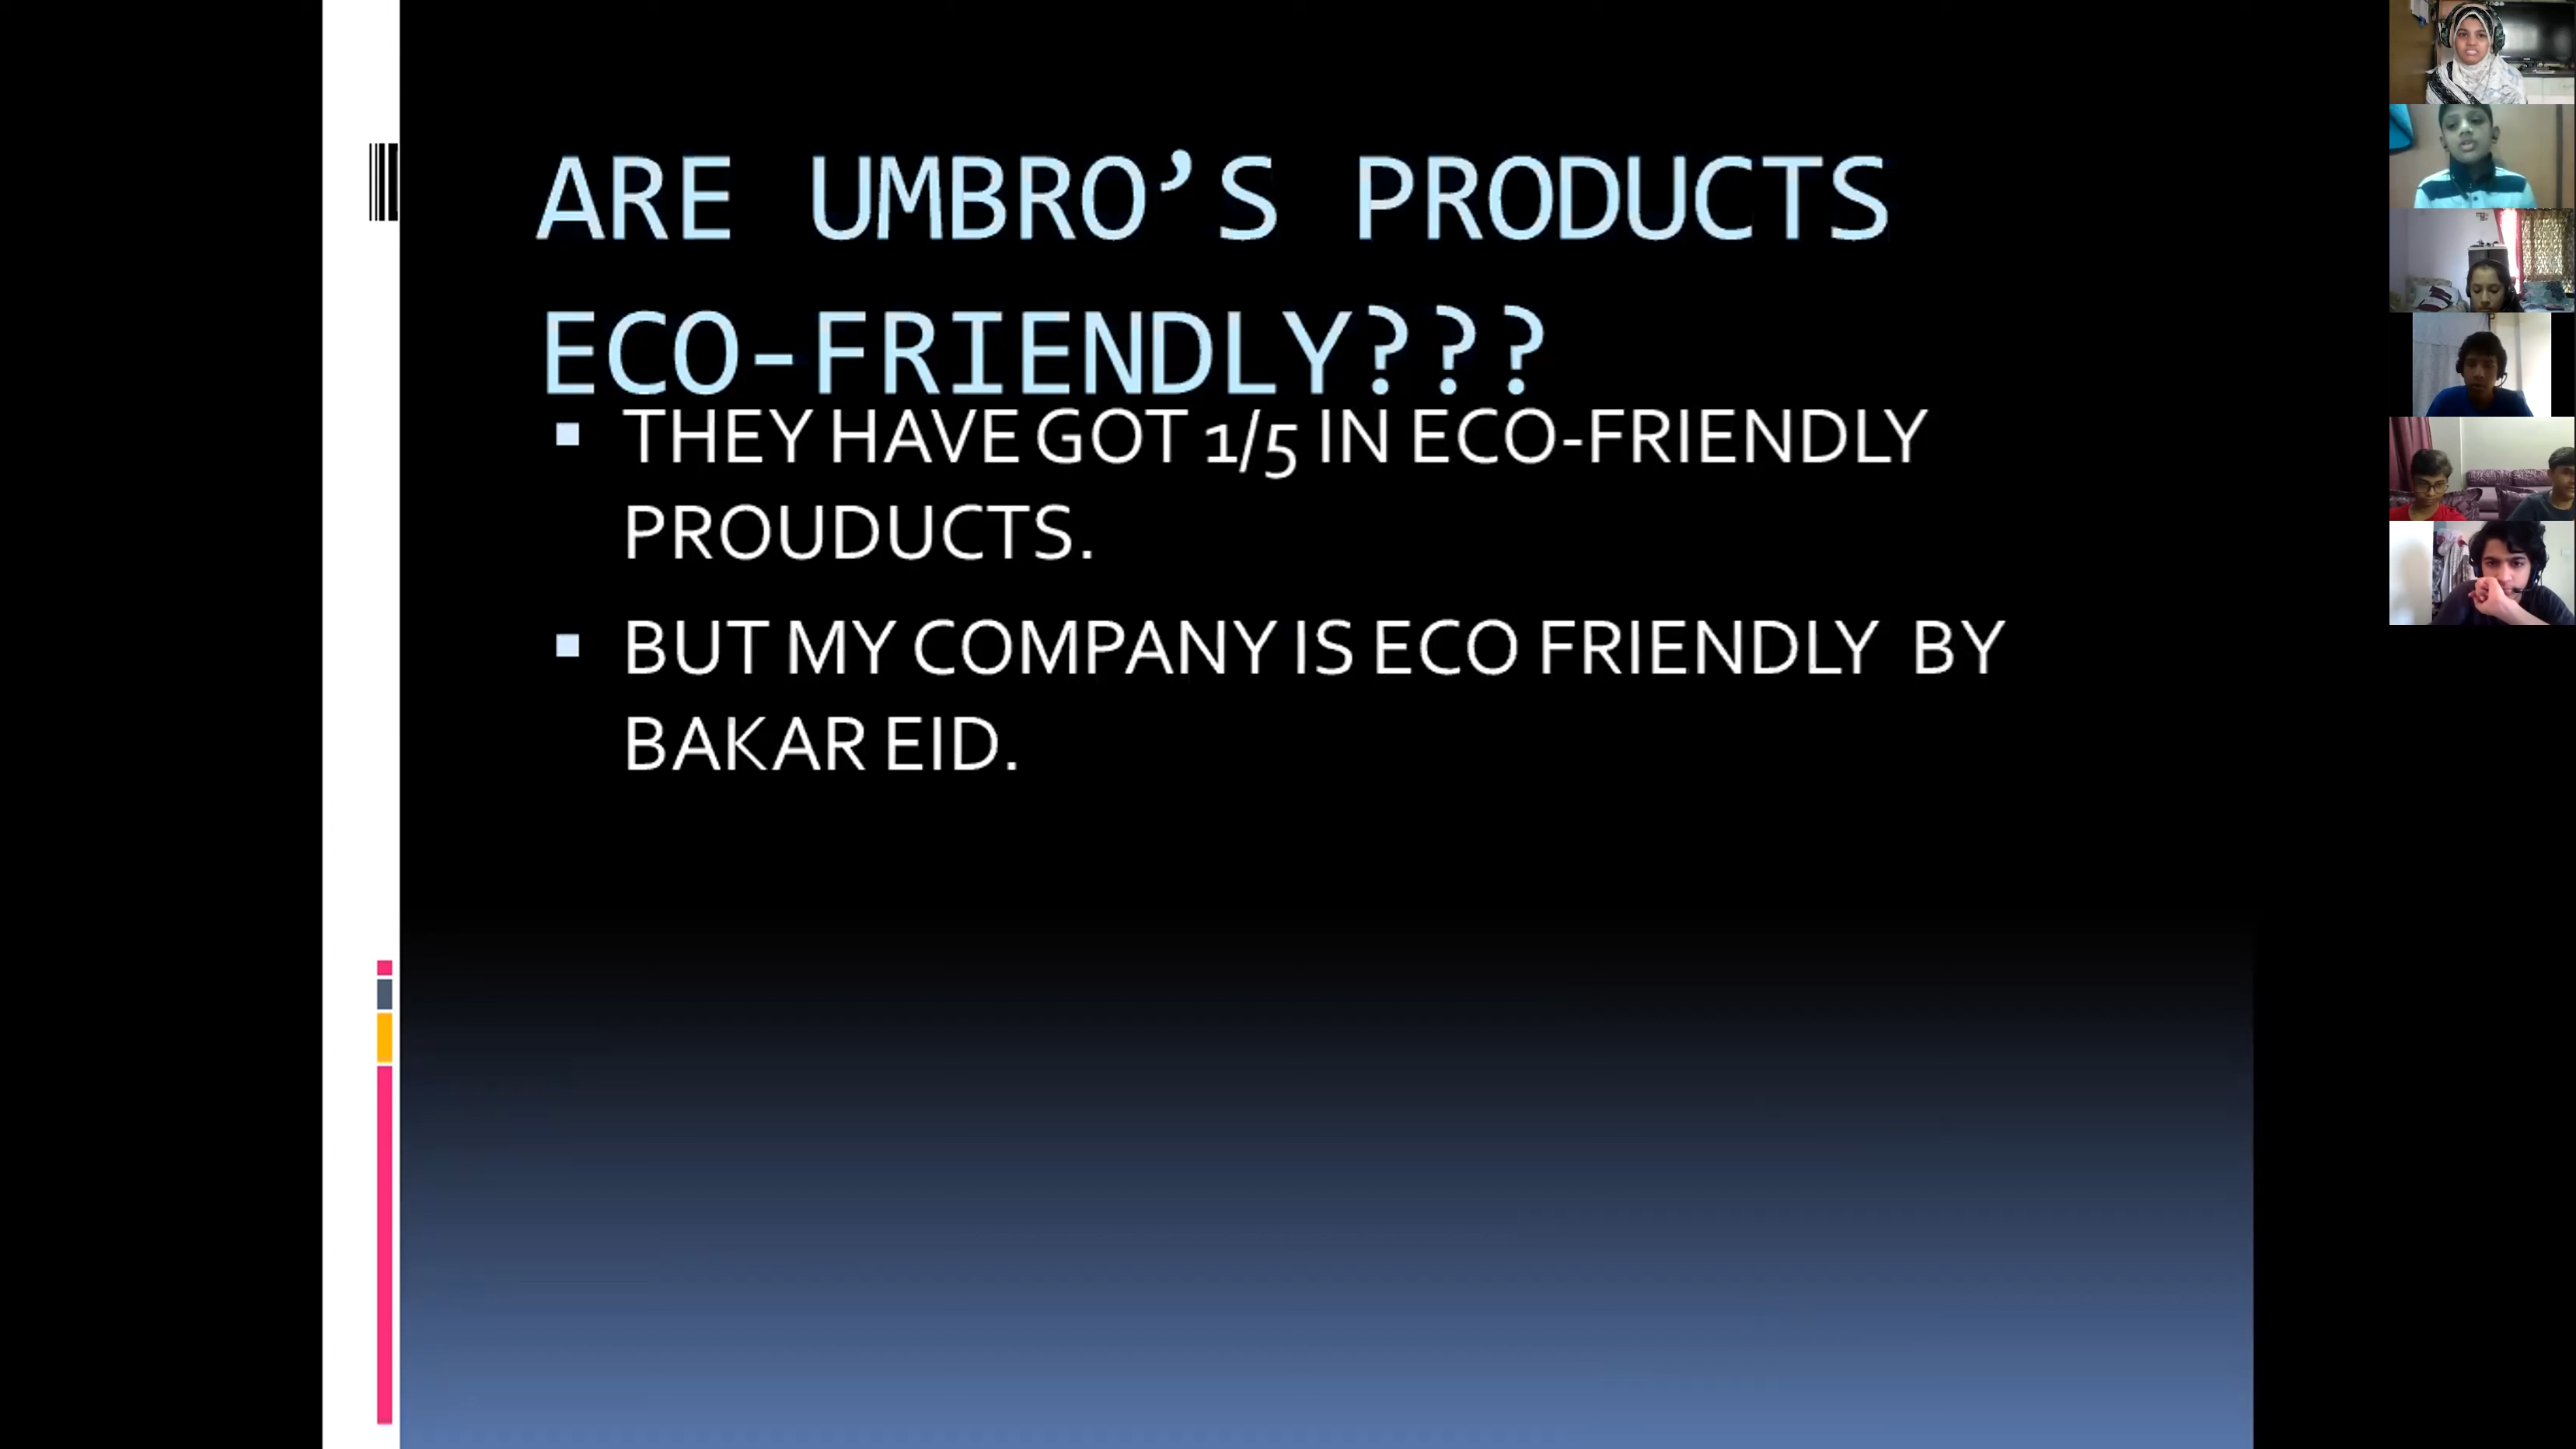 ARE UMBRO’S PRODUCTS
ECO-FRIENDLY???
THEY HAVE GOT 1/5 IN ECO-FRIENDLY
PROUDUCTS.
BUT MY COMPANY IS ECO FRIENDLY BY
BAKAR EID.